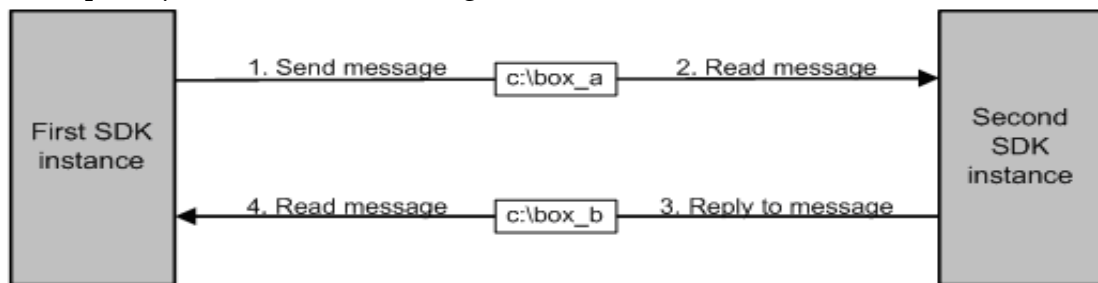 1. Send message
c:\box_a
2. Read message
First SDK
instance
Second
SDK
instance
4. Read message
c:\box_b
3. Reply to message